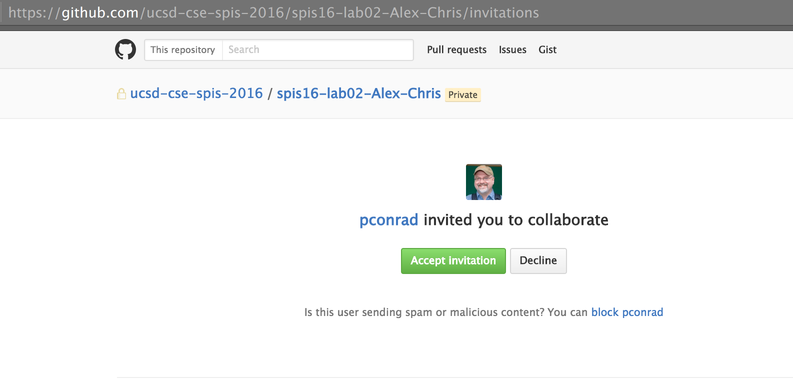 https://github.com/ucsd-cse-spis-2016/spis16-lab02-Alex-Chris/invitations
This repository Search Pull requests Issues Gist
ucsd-cse-spis-2016 / spis16-lab02-Alex-Chris Private
pconrad invited you to collaborate
Accept Invitation Decline
Is this user sending spam or malicious content? You can block pconrad